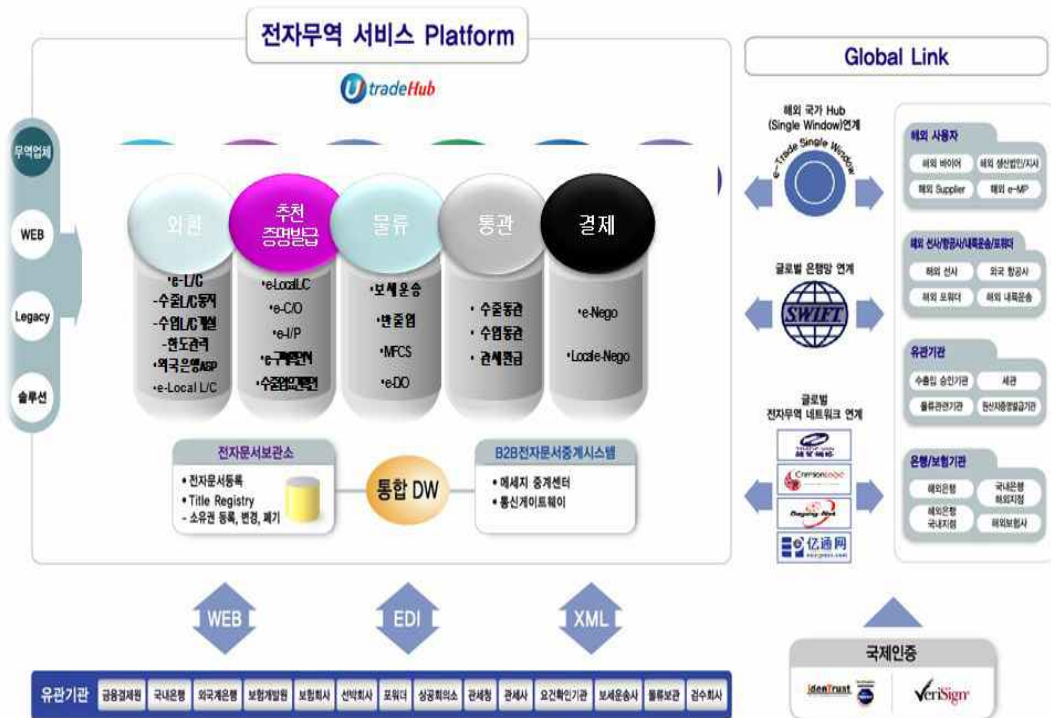 전자무역 서비스 Platform
U tradeHub
무역업체
WEB
Legacy
솔루션
외환
•e-L/C
-수출L/C통지
-수입L/C개설
-한도관리
•외국은행ASP
•e-Local L/C
추천
증명발급
•e-LocalL/C
•e-C/O
•e-I/P
물류
•보세운송
•반출입
•MFCS
•e-DO
통관
• 수출통관
• 수입통관
• 관세환급
결제
•e-Nego
•Locale-Nego
전자문서보관소
• 전자문서등록
• Title Registry
- 소유권 등록, 변경, 폐기
통합 DW
B2B전자문서중계시스템
• 메세지 중계센터
• 통신게이트웨이
WEB
EDI
XML
유관기관
금융결제원
국내은행
외국계은행
보험개발원
보험회사
선박회사
포워더
상공회의소
관세청
관세사
요건확인기관
보세운송사
물류보관
검수회사
Global Link
해외 국가 Hub
(Single Window)연계
e-Trade Single Window
글로벌 은행망 연계
SWIFT
글로벌
전자무역 네트워크 연계
CrimsonLogic
亿通网
해외 사용자
해외 바이어
해외 생산법인/지사
해외 Supplier
해외 e-MP
해외 선사/항공사/내륙운송/포워더
해외 선사
외국 항공사
해외 포워더
해외 내륙운송
유관기관
수출입 승인기관
세관
물류관련기관
원산지증명발급기관
은행/보험기관
해외은행
국내은행
해외지점
해외은행
국내지점
해외보험사
국제인증
IdenTrust
VeriSign